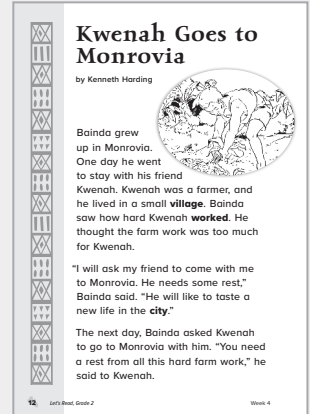 Kwenah Goes to
Monrovia
by Kenneth Harding
Bainda grew
up in Monrovia.
One day he went
to stay with his friend
Kwenah. Kwenah was a farmer, and
he lived in a small village. Bainda
saw how hard Kwenah worked. He
thought the farm work was too much
for Kwenah.
“I will ask my friend to come with me
to Monrovia. He needs some rest,”
Bainda said. “He will like to taste a
new life in the city.”
The next day, Bainda asked Kwenah
to go to Monrovia with him. “You need
a rest from all this hard farm work,” he
said to Kwenah.
12 Let's Read, Grade 2 Week 4